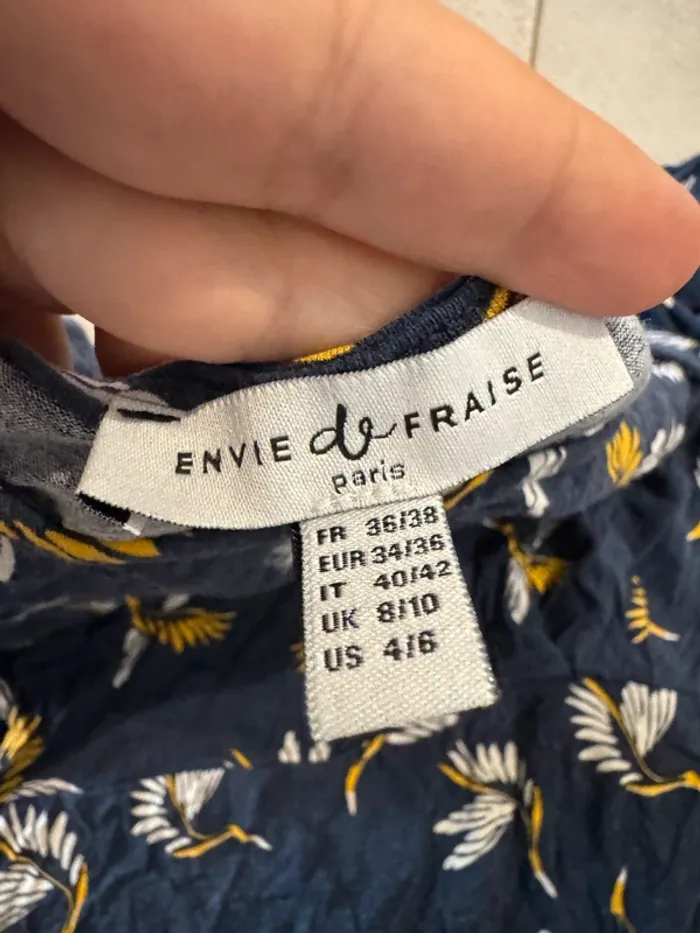 ENVIE de FRAISE
paris
FR 36/38
EUR 34/36
IT 40/42
UK 8/10
US 4/6